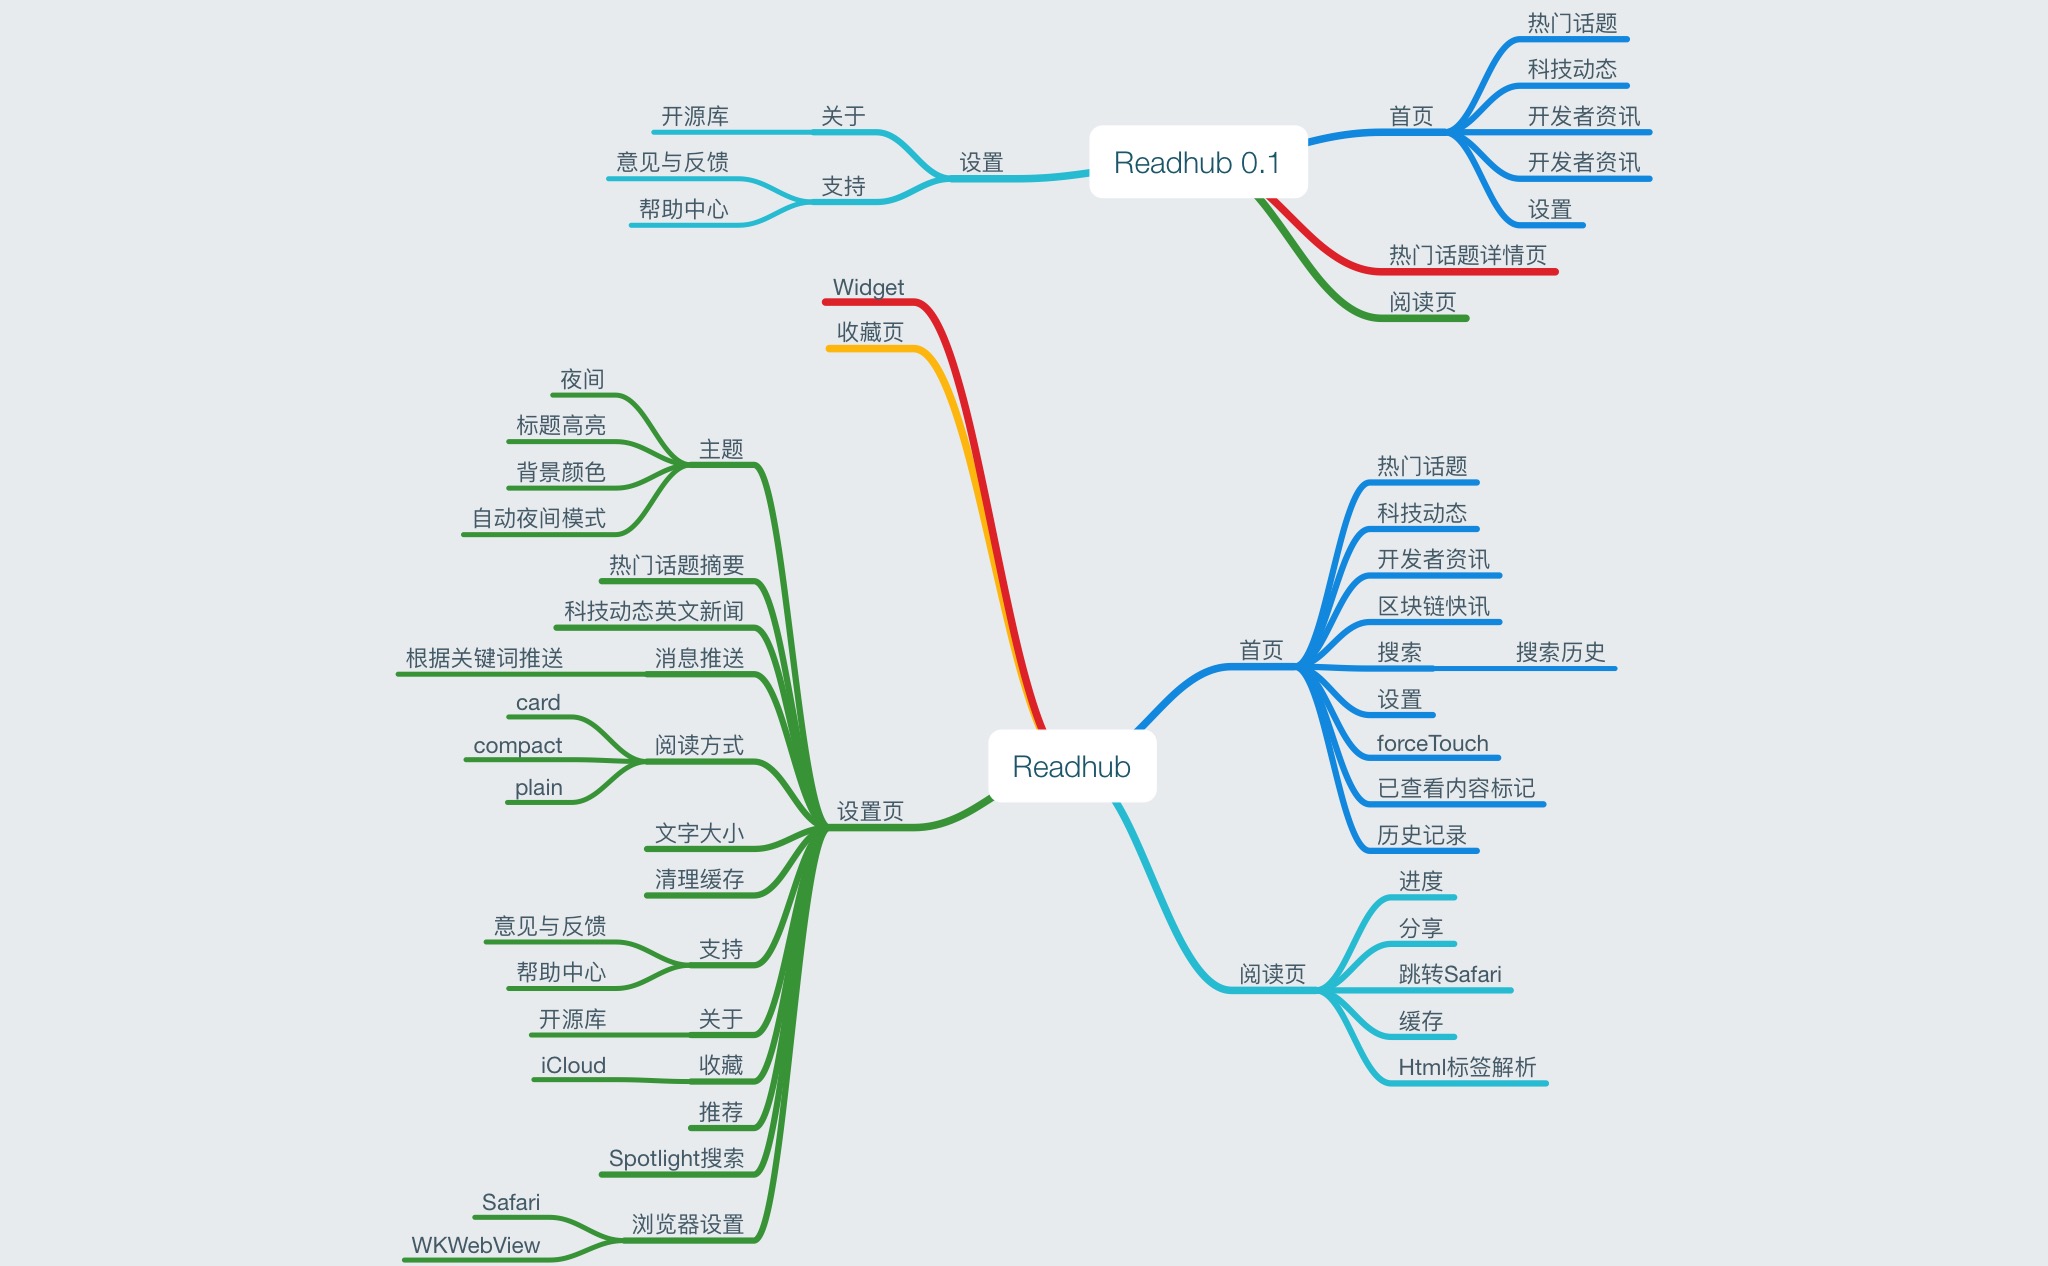 Readhub 0.1
首页
热门话题
科技动态
开发者资讯
开发者资讯
设置
热门话题详情页
阅读页
设置
关于
开源库
支持
意见与反馈
帮助中心
Readhub
Widget
收藏页
首页
热门话题
科技动态
开发者资讯
区块链快讯
搜索
搜索历史
设置
forceTouch
已查看内容标记
历史记录
阅读页
进度
分享
跳转Safari
缓存
Html标签解析
设置页
主题
夜间
标题高亮
背景颜色
自动夜间模式
热门话题摘要
科技动态英文新闻
消息推送
根据关键词推送
阅读方式
card
compact
plain
文字大小
清理缓存
支持
意见与反馈
帮助中心
关于
开源库
收藏
iCloud
推荐
Spotlight搜索
浏览器设置
Safari
WKWebView